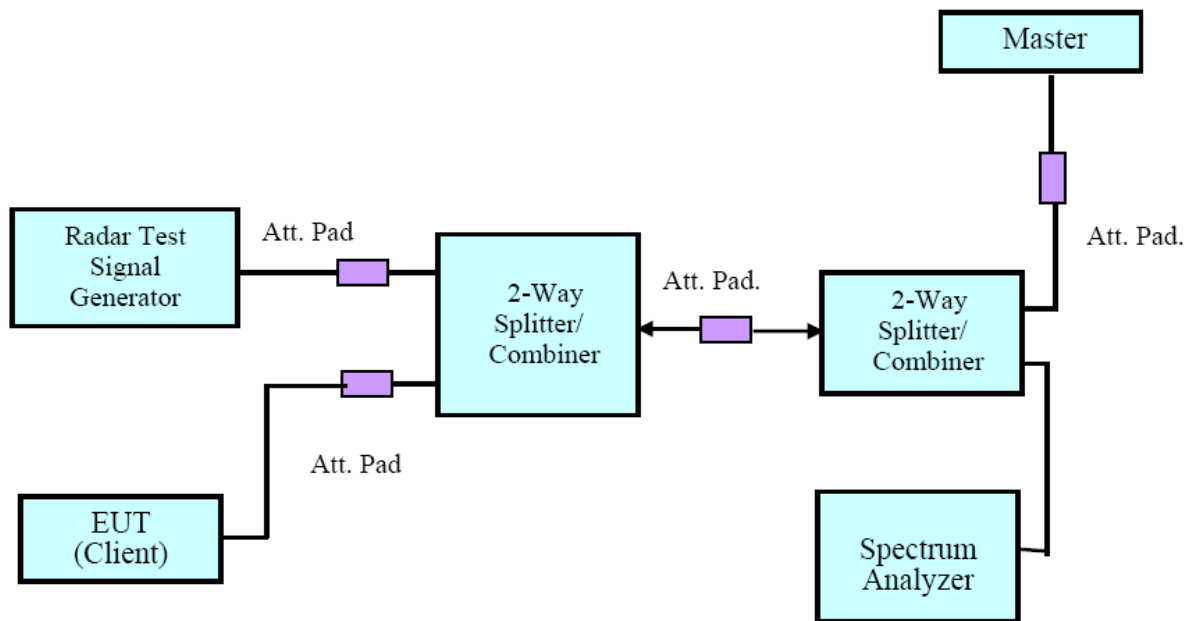 Master
Att. Pad.
Radar Test
Signal
Generator
Att. Pad
2-Way
Splitter/
Combiner
Att. Pad.
2-Way
Splitter/
Combiner
Att. Pad
EUT
(Client)
Spectrum
Analyzer